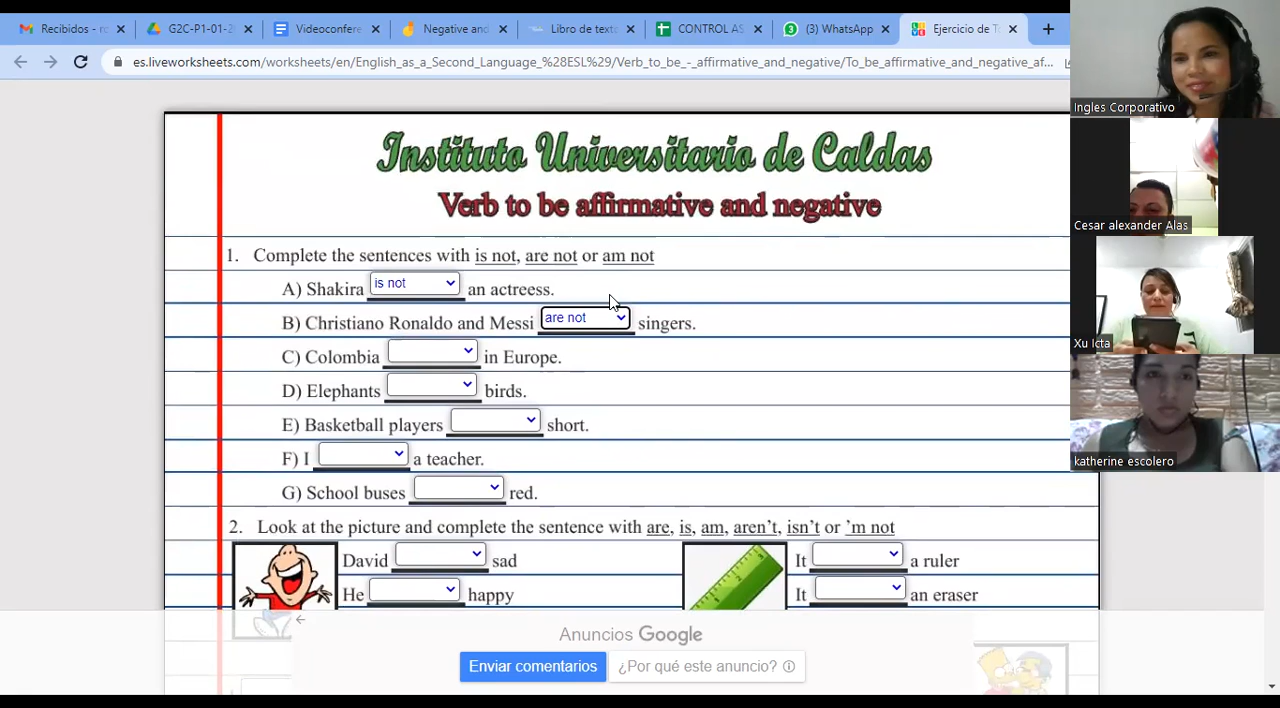 Recibidos - ro
G2C-P1-01-2
Videoconfere
Negative and
Libro de texto
CONTROL AS
(3) WhatsApp
Ejercicio de To
es.liveworksheets.com/worksheets/en/English_as_a_Second_Language_%28ESL%29/Verb_to_be_-_affirmative_and_negative/To_be_affirmative_and_negative_af...
Ingles Corporativo
Instituto Universitario de Caldas
Verb to be affirmative and negative
Cesar alexander Alas
1. Complete the sentences with is not, are not or am not
A) Shakira is not an actreess.
B) Christiano Ronaldo and Messi are not singers.
Xu Icta
C) Colombia in Europe.
D) Elephants birds.
E) Basketball players short.
F) I a teacher.
katherine escolero
G) School buses red.
2. Look at the picture and complete the sentence with are, is, am, aren't, isn't or 'm not
David sad
It a ruler
He happy
It an eraser
Anuncios Google
Enviar comentarios
¿Por qué este anuncio?